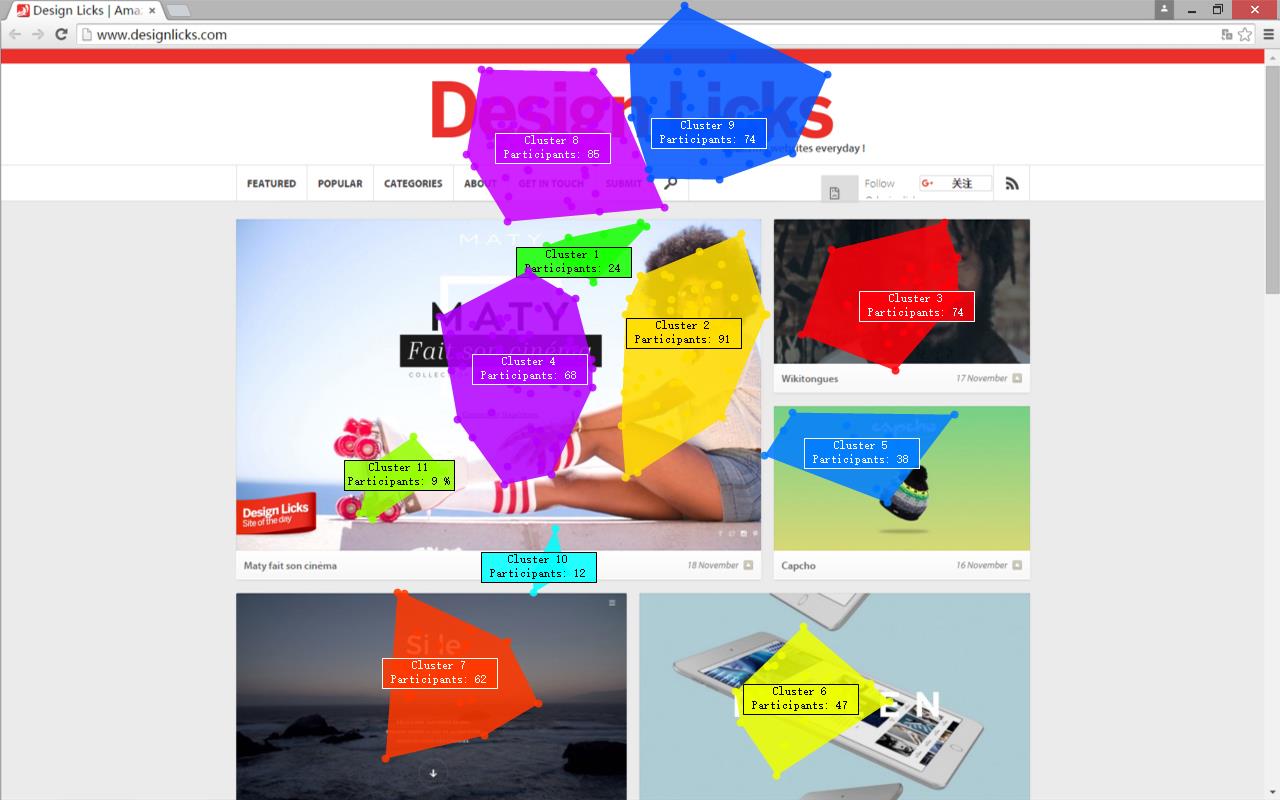 Design Licks | Ama
www.designlicks.com
Design Licks
websites everyday !
Cluster 8
Participants: 85
Cluster 9
Participants: 74
FEATURED
POPULAR
CATEGORIES
ABOUT
GET IN TOUCH
SUBMIT
Follow
G+ 关注
MATY
Cluster 1
Participants: 24
MATY
Fait son cinéma
Cluster 2
Participants: 91
Cluster 3
Participants: 74
Cluster 4
Participants: 68
Wikitongues
17 November
capcho
Cluster 5
Participants: 38
Cluster 11
Participants: 9 %
Design Licks
Site of the day
Cluster 10
Participants: 12
Maty fait son cinéma
18 November
Capcho
16 November
Cluster 7
Participants: 62
Cluster 6
Participants: 47
EN